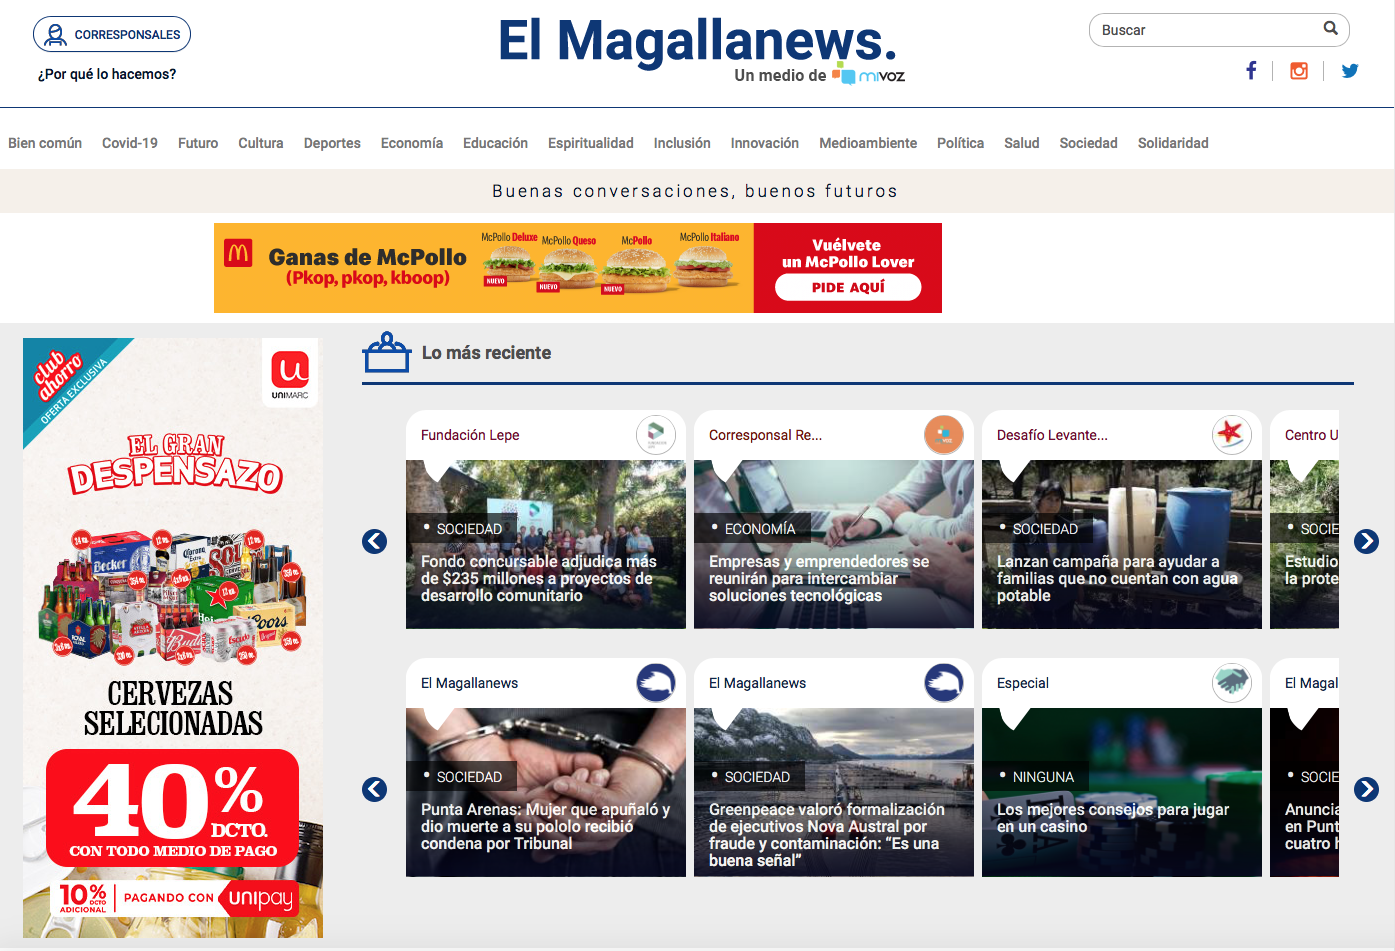 CORRESPONSALES
¿Por qué lo hacemos?
El Magallanews.
Un medio de mivoz
Buscar
Bien común Covid-19 Futuro Cultura Deportes Economía Educación Espiritualidad Inclusión Innovación Medioambiente Política Salud Sociedad Solidaridad
Buenas conversaciones, buenos futuros
Ganas de McPollo
(Pkop, pkop, kboop)
McPollo Deluxe McPollo Queso McPollo McPollo Italiano
NUEVO NUEVO NUEVO
Vuélvete
un McPollo Lover
PIDE AQUÍ
club
ahorro
OFERTA EXCLUSIVA
UNIMARC
EL GRAN
DESPENSAZO
Becker
Corona
SOL
Coors
Bud
Escudo
CERVEZAS
SELECCIONADAS
40%
DCTO.
CON TODO MEDIO DE PAGO
10% DCTO
ADICIONAL
PAGANDO CON unipay
Lo más reciente
Fundación Lepe
SOCIEDAD
Fondo concursable adjudica más
de $235 millones a proyectos de
desarrollo comunitario
Corresponsal Re...
ECONOMÍA
Empresas y emprendedores se
reunirán para intercambiar
soluciones tecnológicas
Desafío Levante...
SOCIEDAD
Lanzan campaña para ayudar a
familias que no cuentan con agua
potable
Centro U
SOCIE
Estudio
la prote
El Magallanews
SOCIEDAD
Punta Arenas: Mujer que apuñaló y
dio muerte a su pololo recibió
condena por Tribunal
El Magallanews
SOCIEDAD
Greenpeace valoró formalización
de ejecutivos Nova Austral por
fraude y contaminación: “Es una
buena señal”
Especial
NINGUNA
Los mejores consejos para jugar
en un casino
El Magal
SOCIE
Anuncia
en Punt
cuatro h